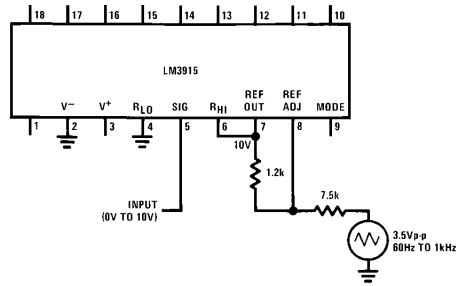 18 17 16 15 14 13 12 11 10
LM3915
V− V+ RLO SIG RHI REF OUT REF ADJ MODE
1 2 3 4 5 6 7 8 9
10V
1.2k
7.5k
INPUT
(0V TO 10V)
3.5Vp-p
60Hz TO 1kHz